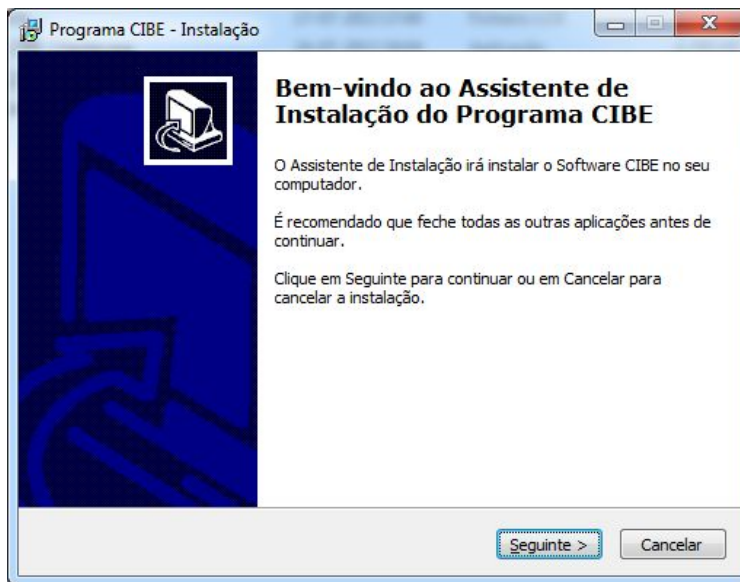 Programa CIBE - Instalação
Bem-vindo ao Assistente de
Instalação do Programa CIBE
O Assistente de Instalação irá instalar o Software CIBE no seu
computador.
É recomendado que feche todas as outras aplicações antes de
continuar.
Clique em Seguinte para continuar ou em Cancelar para
cancelar a instalação.
Seguinte >
Cancelar